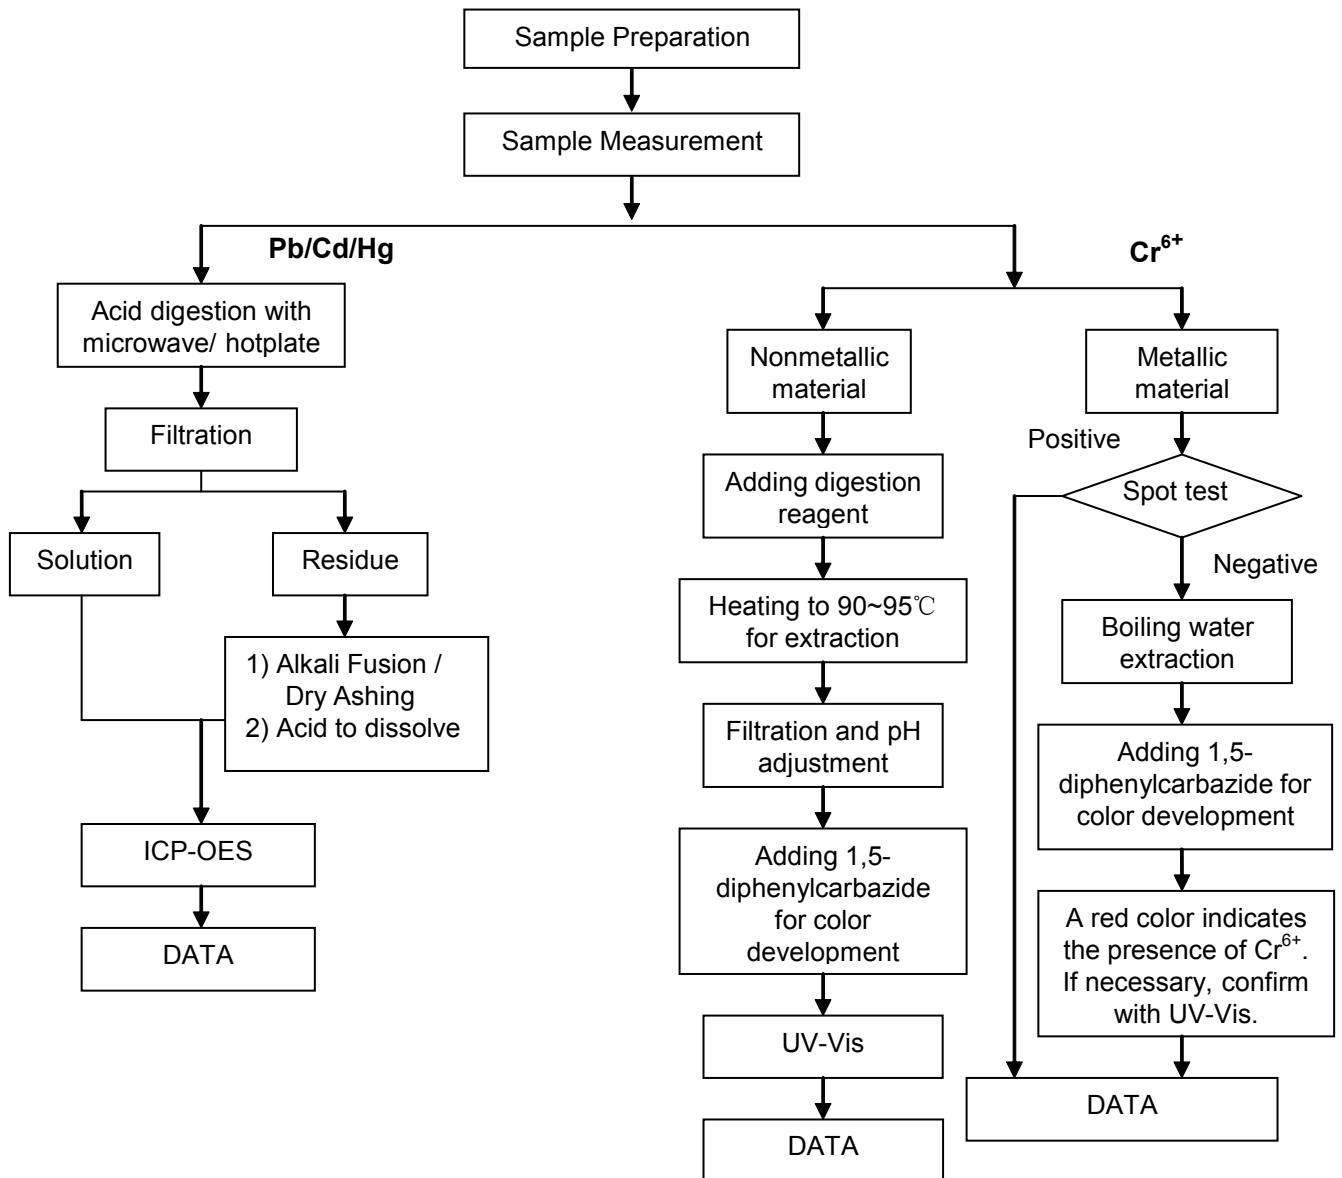 Sample Preparation
Sample Measurement
Pb/Cd/Hg
Acid digestion with
microwave/ hotplate
Filtration
Solution
Residue
1) Alkali Fusion /
Dry Ashing
2) Acid to dissolve
ICP-OES
DATA
Cr⁶⁺
Nonmetallic
material
Adding digestion
reagent
Heating to 90~95℃
for extraction
Filtration and pH
adjustment
Adding 1,5-
diphenylcarbazide
for color
development
UV-Vis
DATA
Metallic
material
Positive
Spot test
Negative
Boiling water
extraction
Adding 1,5-
diphenylcarbazide for
color development
A red color indicates
the presence of Cr⁶⁺.
If necessary, confirm
with UV-Vis.
DATA